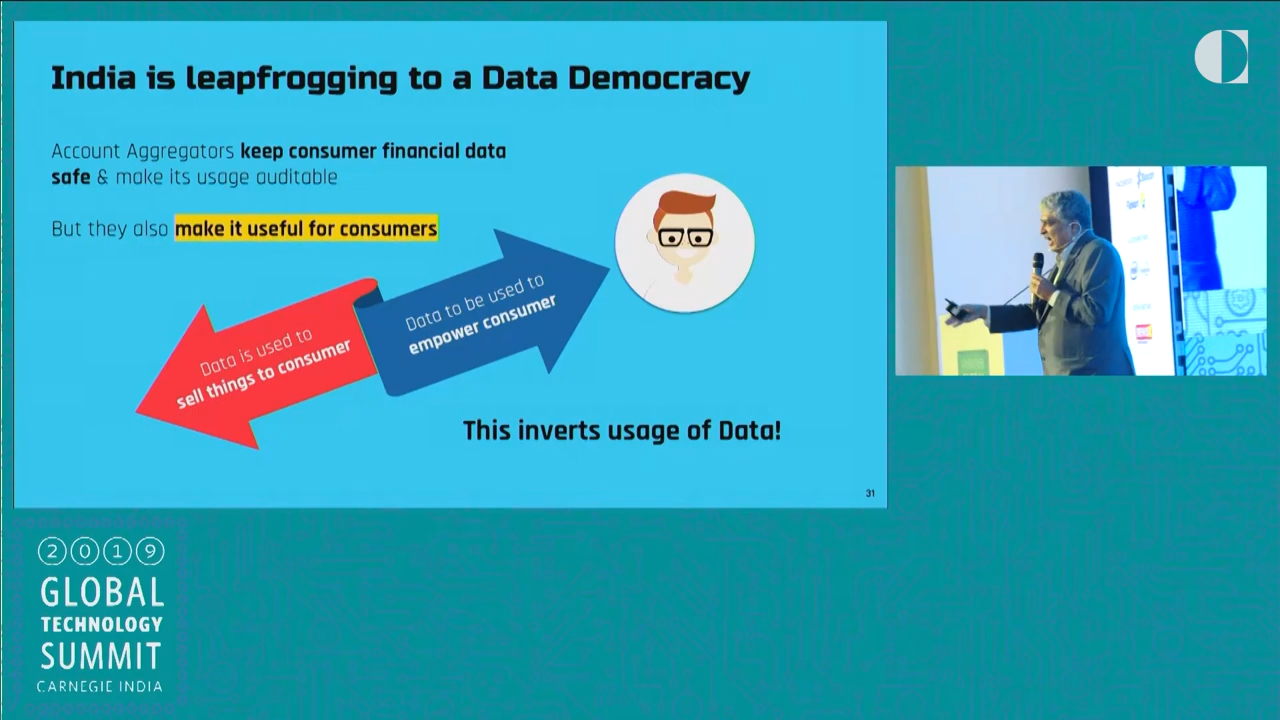 India is leapfrogging to a Data Democracy
Account Aggregators keep consumer financial data
safe & make its usage auditable
But they also make it useful for consumers
Data is used to
sell things to consumer
Data to be used to
empower consumer
This inverts usage of Data!
31
2019
GLOBAL
TECHNOLOGY
SUMMIT
CARNEGIE INDIA